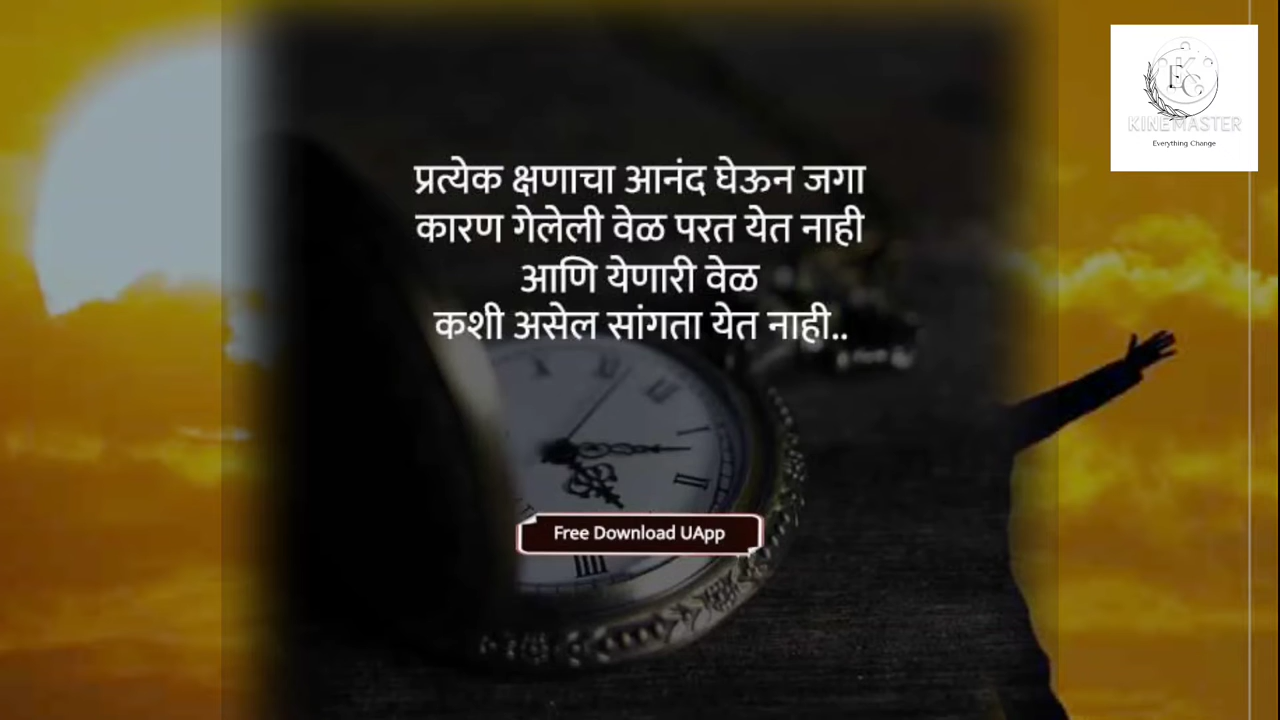 प्रत्येक क्षणाचा आनंद घेऊन जगा
कारण गेलेली वेळ परत येत नाही
आणि येणारी वेळ
कशी असेल सांगता येत नाही..
Free Download UApp
KINEMASTER
Everything Change